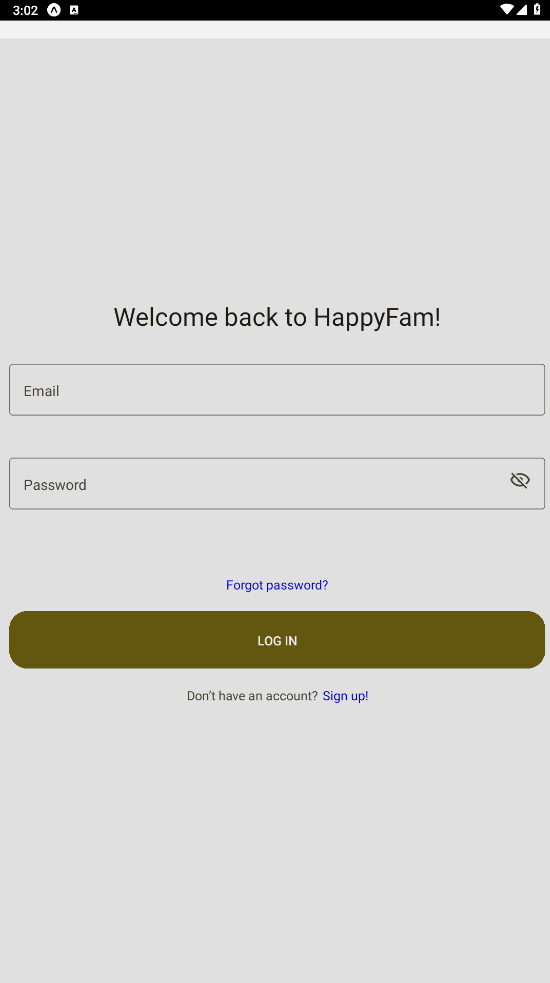 3:02
Welcome back to HappyFam!
Email
Password
Forgot password?
LOG IN
Don't have an account? Sign up!